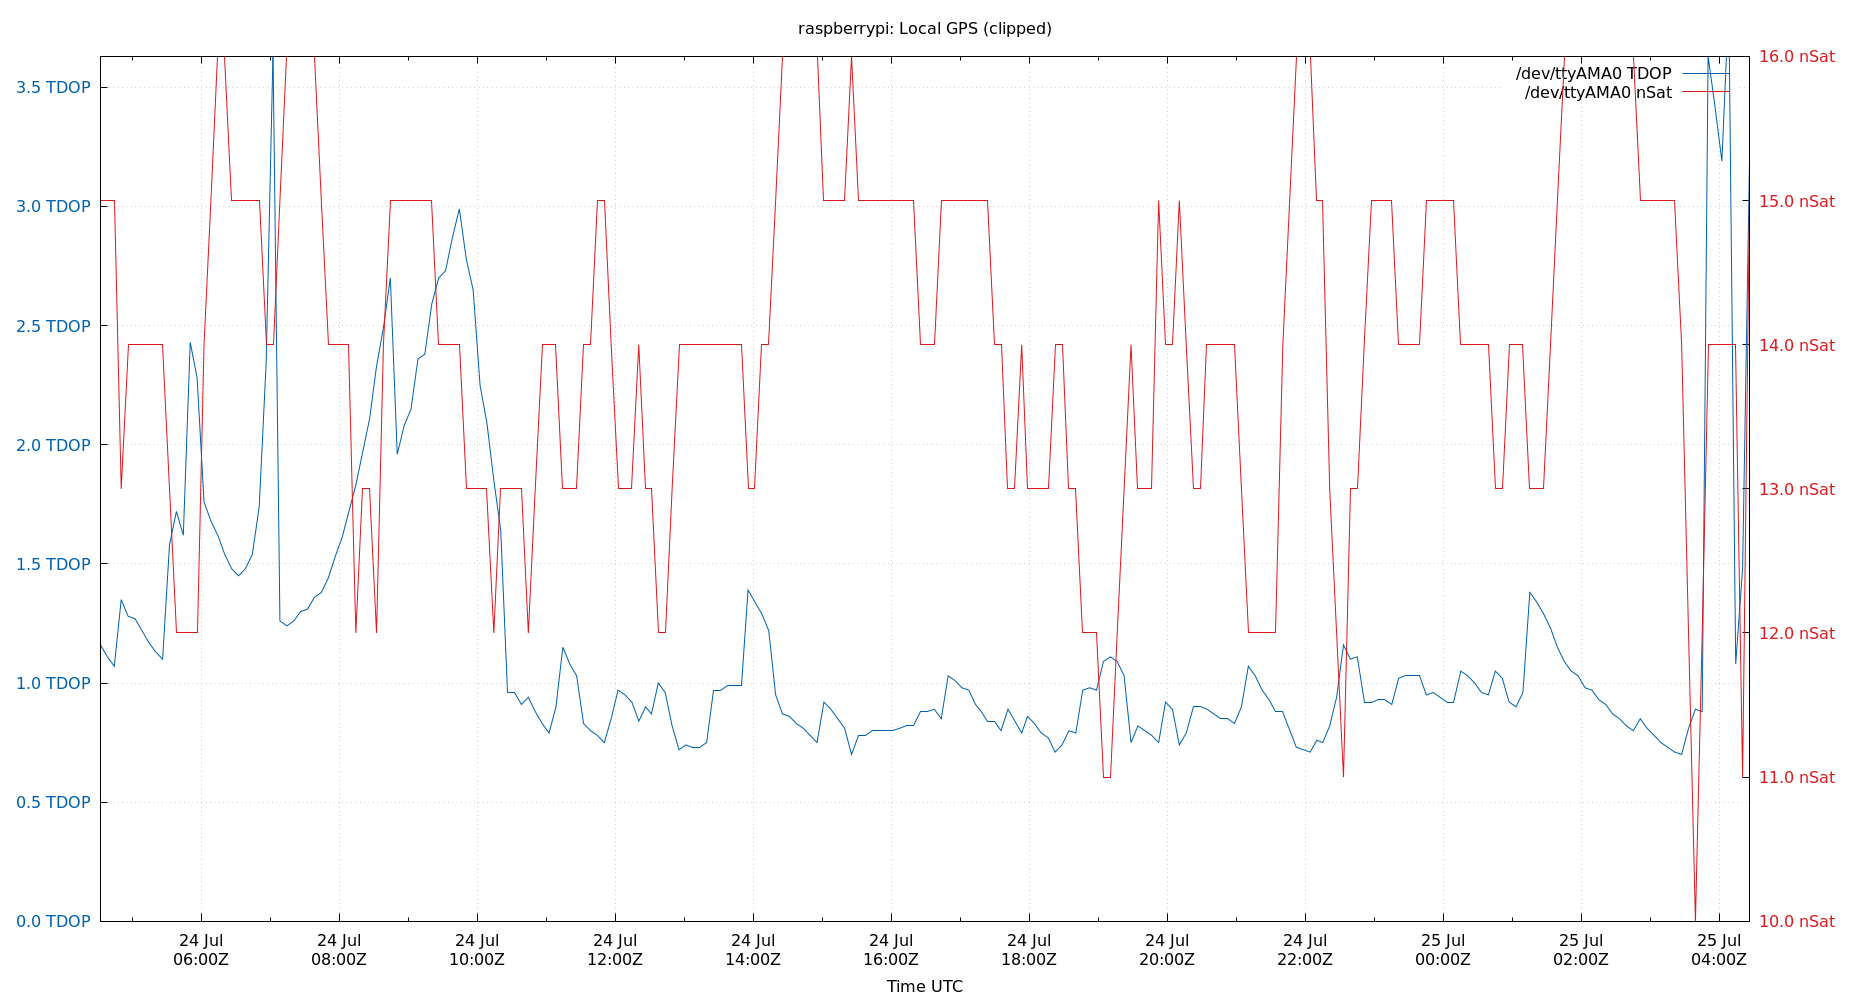 raspberrypi: Local GPS (clipped)
/dev/ttyAMA0 TDOP
/dev/ttyAMA0 nSat
3.5 TDOP
3.0 TDOP
2.5 TDOP
2.0 TDOP
1.5 TDOP
1.0 TDOP
0.5 TDOP
0.0 TDOP
16.0 nSat
15.0 nSat
14.0 nSat
13.0 nSat
12.0 nSat
11.0 nSat
10.0 nSat
24 Jul
06:00Z
24 Jul
08:00Z
24 Jul
10:00Z
24 Jul
12:00Z
24 Jul
14:00Z
24 Jul
16:00Z
24 Jul
18:00Z
24 Jul
20:00Z
24 Jul
22:00Z
25 Jul
00:00Z
25 Jul
02:00Z
25 Jul
04:00Z
Time UTC